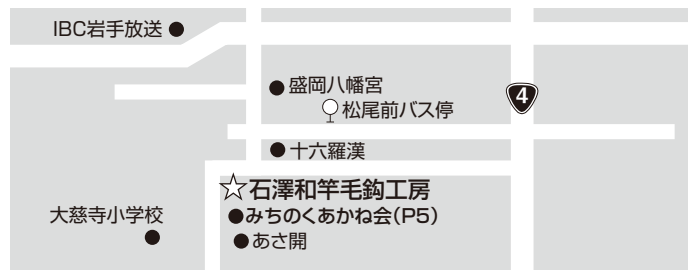 IBC岩手放送
盛岡八幡宮
松尾前バス停
4
十六羅漢
石澤和竿毛鈎工房
みちのくあかね会(P5)
大慈寺小学校
あさ開